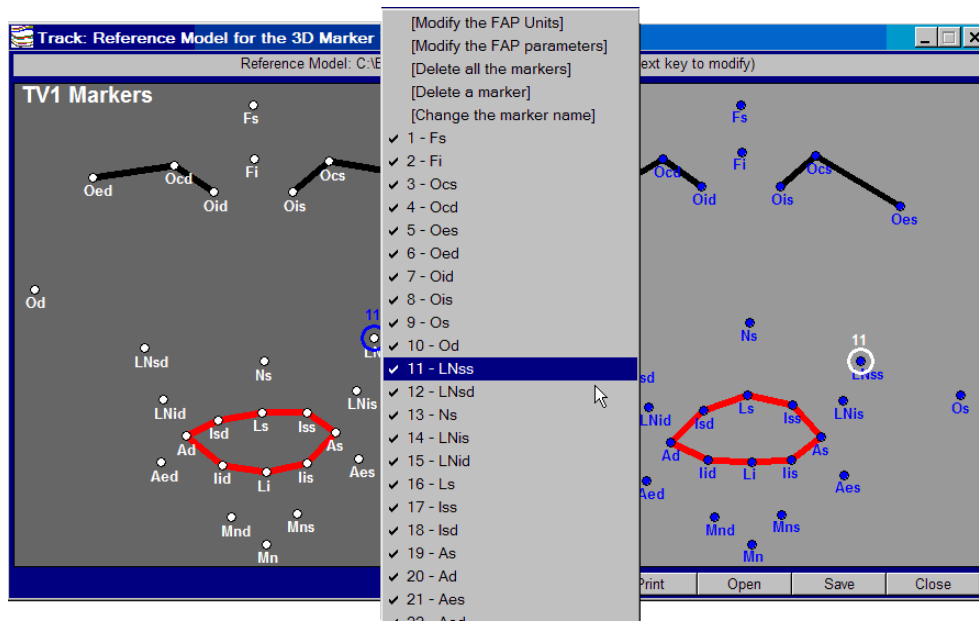 Track: Reference Model for the 3D Marker
Reference Model: C:\
ext key to modify)
TV1 Markers
Fs
Fi
Ocs
Ocd
Oed
Oid
Ois
Od
11
LNsd
Ns
LNid
LNis
Isd
Ls
Iss
Ad
As
Aed
Iid
Li
Iis
Aes
Mnd
Mns
Mn
[Modify the FAP Units]
[Modify the FAP parameters]
[Delete all the markers]
[Delete a marker]
[Change the marker name]
1 - Fs
2 - Fi
3 - Ocs
4 - Ocd
5 - Oes
6 - Oed
7 - Oid
8 - Ois
9 - Os
10 - Od
11 - LNss
12 - LNsd
13 - Ns
14 - LNis
15 - LNid
16 - Ls
17 - Iss
18 - Isd
19 - As
20 - Ad
21 - Aes
Fs
Fi
Ocs
Ocd
Oid
Ois
Oes
Ns
11
LNss
sd
LNid
LNis
Os
Isd
Ls
Iss
Ad
As
Aed
Iid
Li
Iis
Aes
Mnd
Mns
Mn
Print
Open
Save
Close